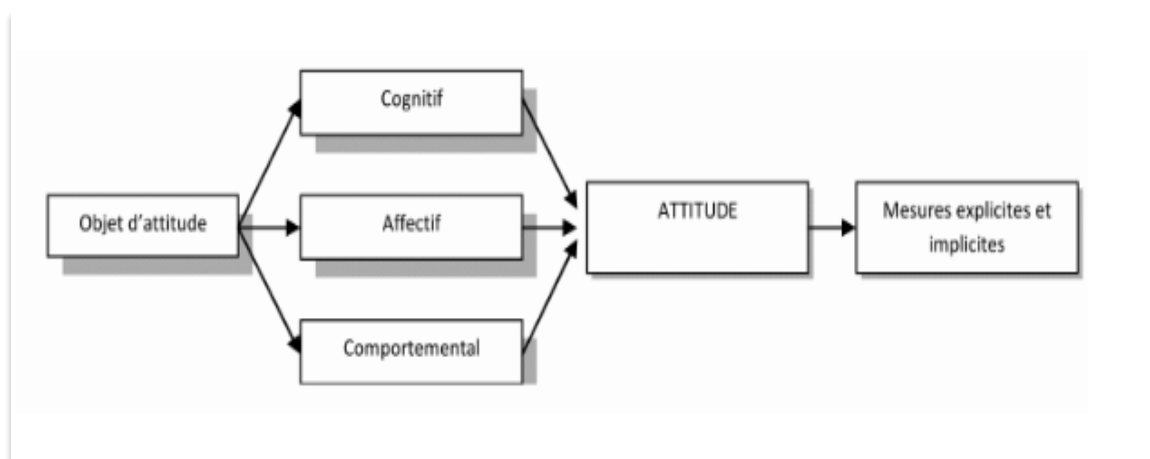 Cognitif
Objet d'attitude
Affectif
Comportemental
ATTITUDE
Mesures explicites et
implicites